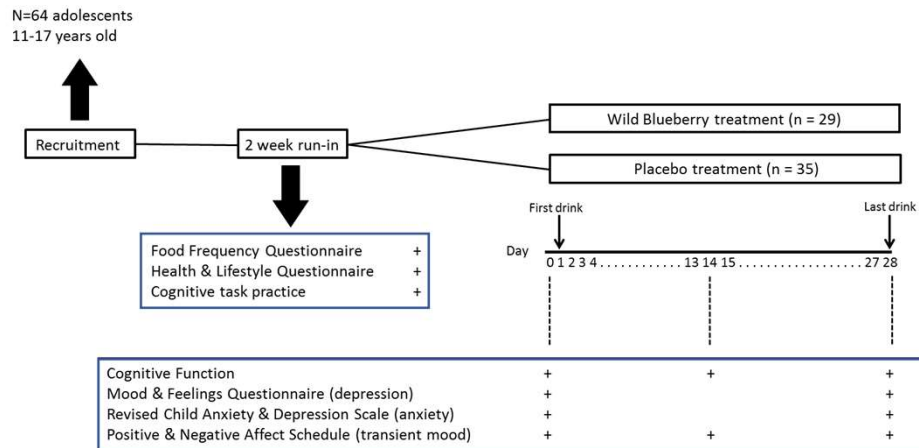 N=64 adolescents
11-17 years old
Recruitment
2 week run-in
Wild Blueberry treatment (n = 29)
Placebo treatment (n = 35)
First drink
Last drink
Food Frequency Questionnaire +
Health & Lifestyle Questionnaire +
Cognitive task practice +
Day
0 1 2 3 4 . . . . . . . . . . . . 13 14 15 . . . . . . . . . . . . . . . . . 27 28
Cognitive Function + + +
Mood & Feelings Questionnaire (depression) + +
Revised Child Anxiety & Depression Scale (anxiety) + +
Positive & Negative Affect Schedule (transient mood) + + +